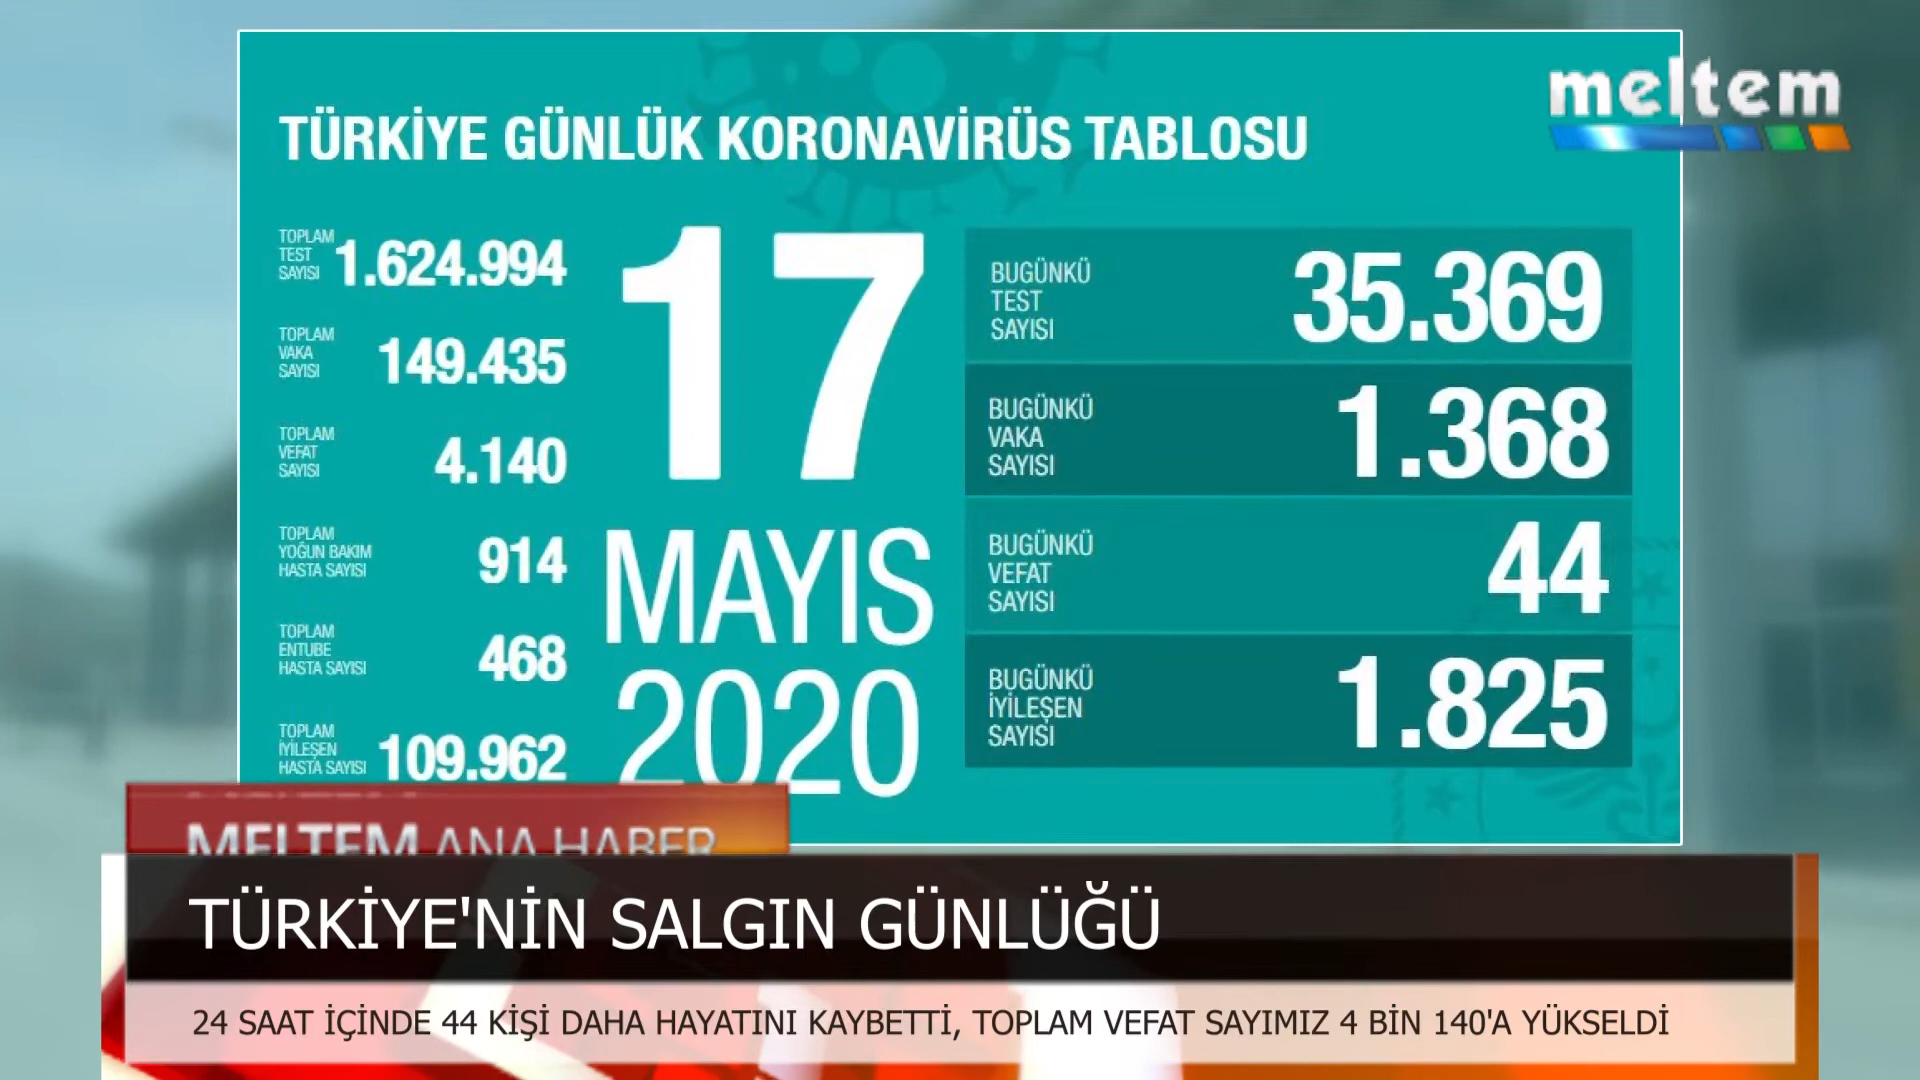 meltem
TÜRKİYE GÜNLÜK KORONAVİRÜS TABLOSU
TOPLAM
TEST
SAYISI
1.624.994
TOPLAM
VAKA
SAYISI
149.435
TOPLAM
VEFAT
SAYISI
4.140
TOPLAM
YOĞUN BAKIM
HASTA SAYISI
914
TOPLAM
ENTUBE
HASTA SAYISI
468
TOPLAM
İYİLEŞEN
HASTA SAYISI
109.962
17
MAYIS
2020
BUGÜNKÜ
TEST
SAYISI
35.369
BUGÜNKÜ
VAKA
SAYISI
1.368
BUGÜNKÜ
VEFAT
SAYISI
44
BUGÜNKÜ
İYİLEŞEN
SAYISI
1.825
MELTEM ANA HABER
TÜRKİYE'NİN SALGIN GÜNLÜĞÜ
24 SAAT İÇİNDE 44 KİŞİ DAHA HAYATINI KAYBETTİ, TOPLAM VEFAT SAYIMIZ 4 BİN 140'A YÜKSELDİ